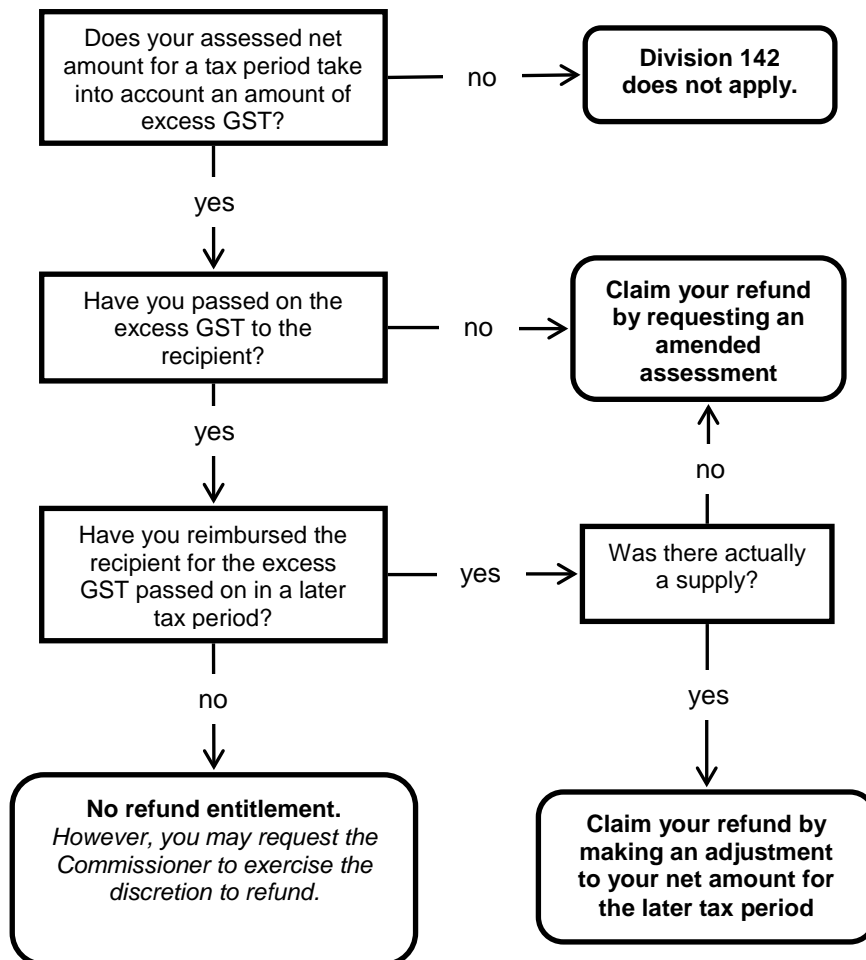 Does your assessed net
amount for a tax period take
into account an amount of
excess GST?
no
Division 142
does not apply.
yes
Have you passed on the
excess GST to the
recipient?
no
Claim your refund
by requesting an
amended
assessment
yes
no
Have you reimbursed the
recipient for the excess
GST passed on in a later
tax period?
yes
Was there actually
a supply?
no
yes
No refund entitlement.
However, you may request the
Commissioner to exercise the
discretion to refund.
Claim your refund by
making an adjustment
to your net amount for
the later tax period